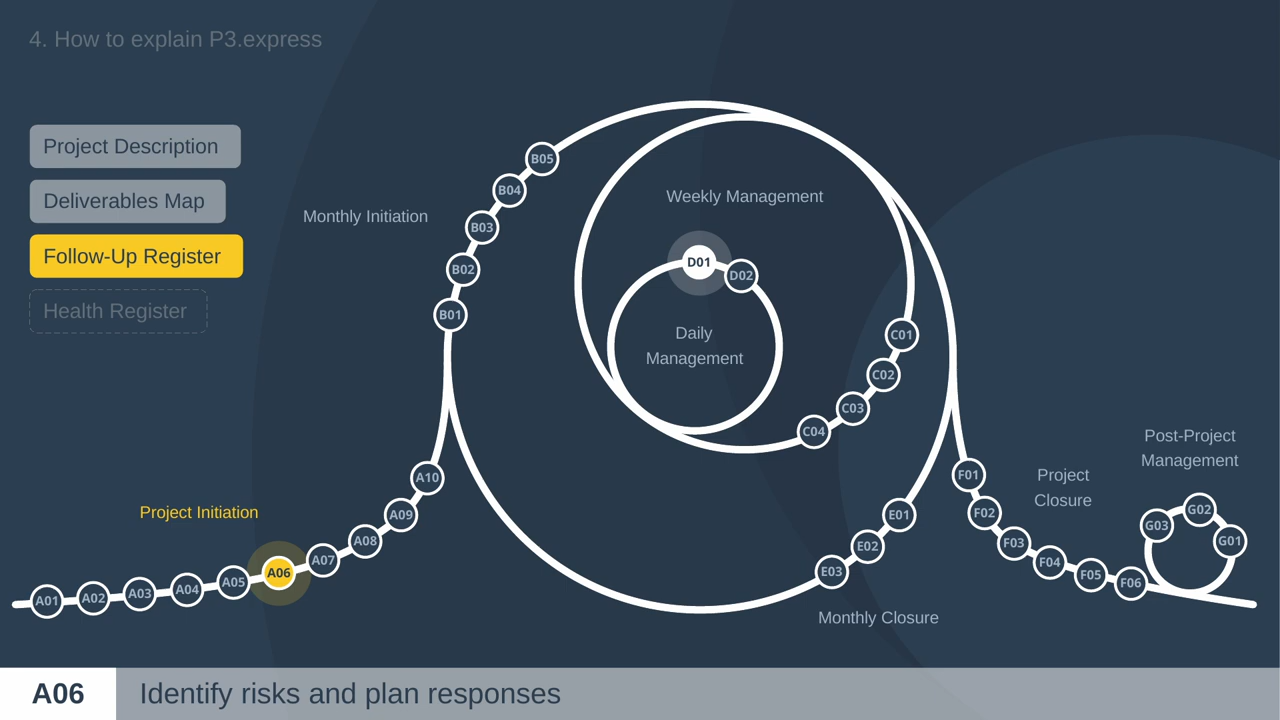 4. How to explain P3.express
Project Description
Deliverables Map
Follow-Up Register
Health Register
Monthly Initiation
B05
B04
B03
B02
B01
Weekly Management
D01
D02
Daily
Management
C01
C02
C03
C04
Project Initiation
A01
A02
A03
A04
A05
A06
A07
A08
A09
A10
E01
E02
E03
Monthly Closure
Project
Closure
F01
F02
F03
F04
F05
F06
Post-Project
Management
G03
G02
G01
A06
Identify risks and plan responses